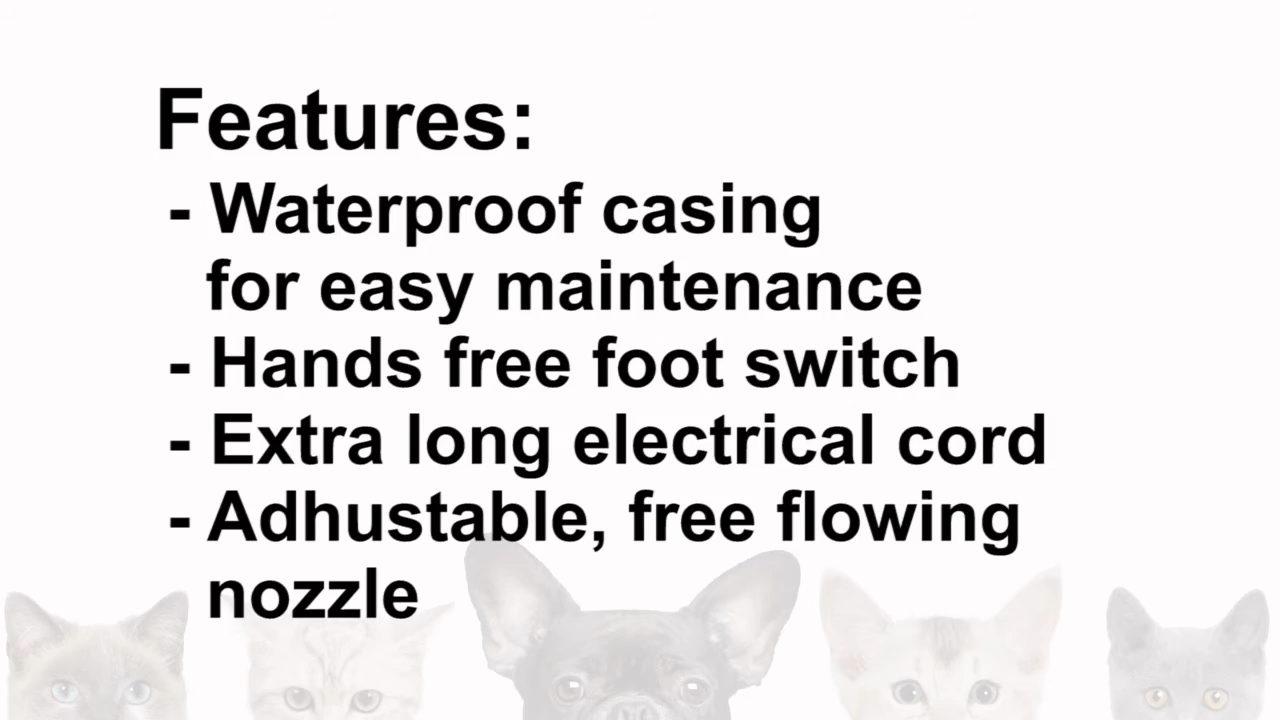 Features:
- Waterproof casing
for easy maintenance
- Hands free foot switch
- Extra long electrical cord
- Adhustable, free flowing
nozzle